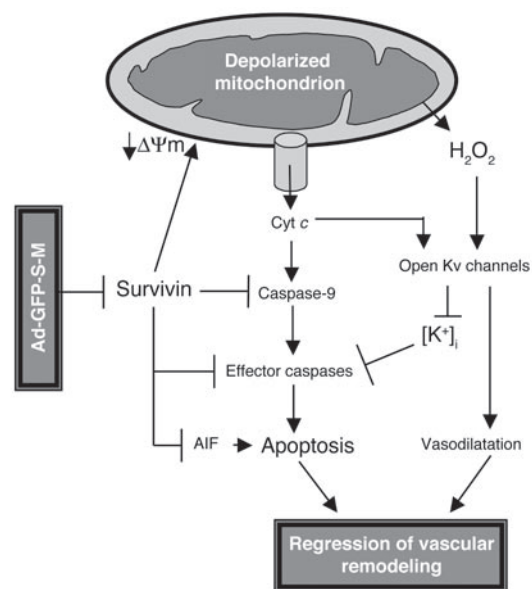 Depolarized
mitochondrion
↓ ΔΨm
H₂O₂
Cyt c
Open Kv channels
Ad-GFP-S-M
Survivin
Caspase-9
[K⁺]ᵢ
Effector caspases
AIF
Apoptosis
Vasodilatation
Regression of vascular
remodeling